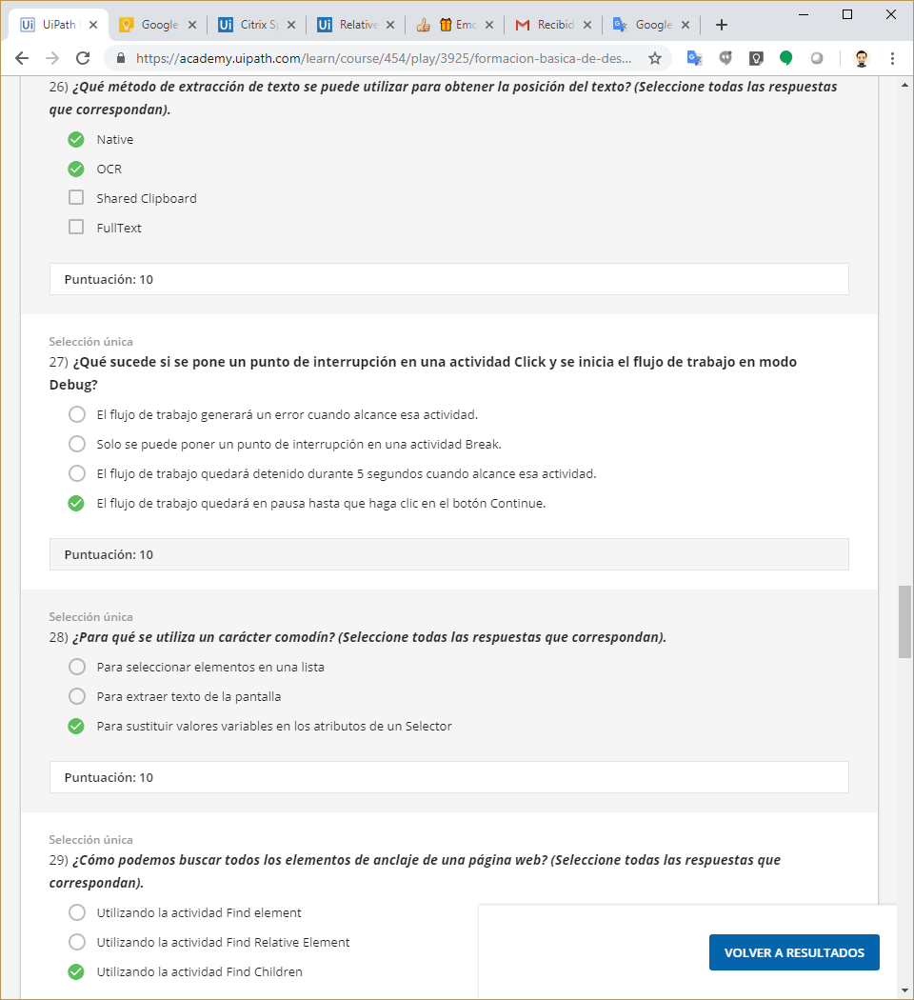 UiPath
Google
Citrix Sp
Relative
Emo
Recibid
Google
https://academy.uipath.com/learn/course/454/play/3925/formacion-basica-de-des...
26) ¿Qué método de extracción de texto se puede utilizar para obtener la posición del texto? (Seleccione todas las respuestas
que correspondan).
Native
OCR
Shared Clipboard
FullText
Puntuación: 10
Selección única
27) ¿Qué sucede si se pone un punto de interrupción en una actividad Click y se inicia el flujo de trabajo en modo
Debug?
El flujo de trabajo generará un error cuando alcance esa actividad.
Solo se puede poner un punto de interrupción en una actividad Break.
El flujo de trabajo quedará detenido durante 5 segundos cuando alcance esa actividad.
El flujo de trabajo quedará en pausa hasta que haga clic en el botón Continue.
Puntuación: 10
Selección única
28) ¿Para qué se utiliza un carácter comodín? (Seleccione todas las respuestas que correspondan).
Para seleccionar elementos en una lista
Para extraer texto de la pantalla
Para sustituir valores variables en los atributos de un Selector
Puntuación: 10
Selección única
29) ¿Cómo podemos buscar todos los elementos de anclaje de una página web? (Seleccione todas las respuestas que
correspondan).
Utilizando la actividad Find element
Utilizando la actividad Find Relative Element
Utilizando la actividad Find Children
VOLVER A RESULTADOS